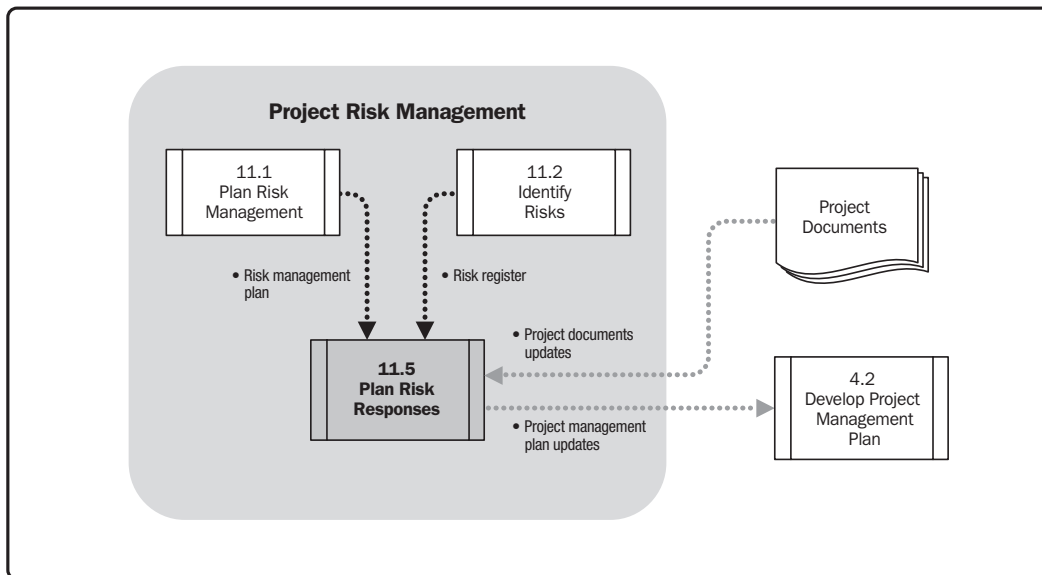 Project Risk Management
11.1
Plan Risk
Management
11.2
Identify
Risks
Project
Documents
• Risk management
plan
• Risk register
• Project documents
updates
11.5
Plan Risk
Responses
4.2
Develop Project
Management
Plan
• Project management
plan updates